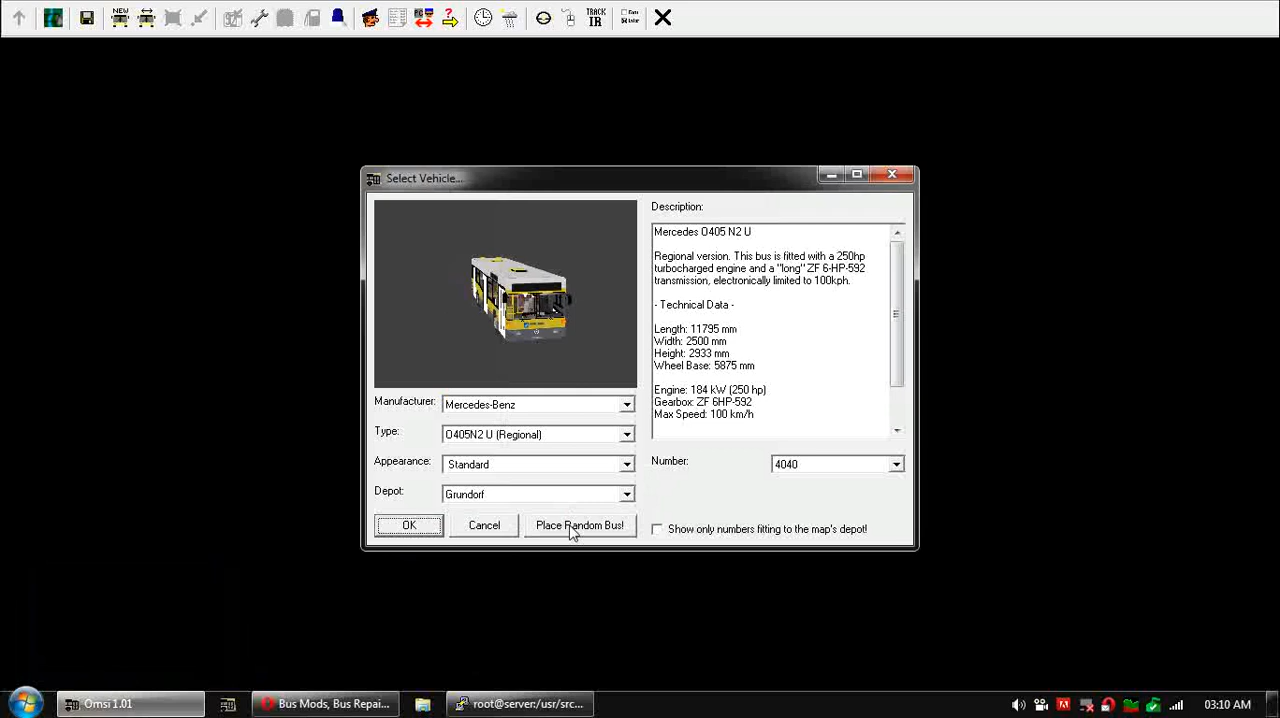 NEW
TRACK
IR
Select Vehicle...
Description:
Mercedes O405 N2 U
Regional version. This bus is fitted with a 250hp
turbocharged engine and a "long" ZF 6-HP-592
transmission, electronically limited to 100kph.
- Technical Data -
Length: 11795 mm
Width: 2500 mm
Height: 2933 mm
Wheel Base: 5875 mm
Engine: 184 kW (250 hp)
Gearbox: ZF 6HP-592
Max Speed: 100 km/h
Manufacturer: Mercedes-Benz
Type: O405N2 U (Regional)
Appearance: Standard
Number: 4040
Depot: Grundorf
OK Cancel Place Random Bus!
Show only numbers fitting to the map's depot!
Omsi 1.01 Bus Mods, Bus Repai... root@server:/usr/src... 03:10 AM